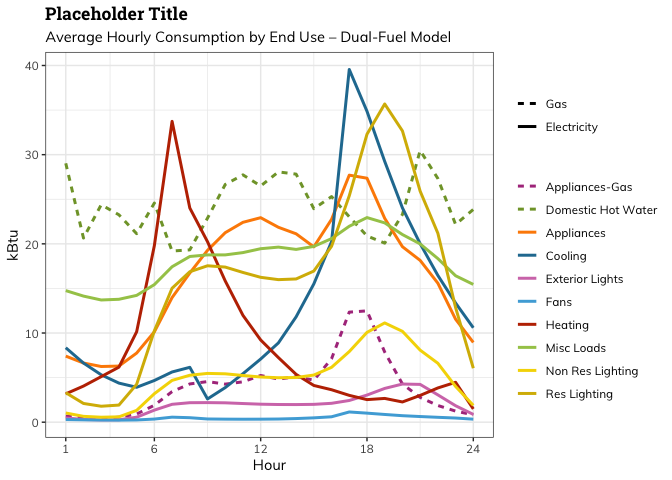 Placeholder Title
Average Hourly Consumption by End Use – Dual-Fuel Model
kBtu
40
30
20
10
0
1 6 12 18 24
Hour
Gas
Electricity
Appliances-Gas
Domestic Hot Water
Appliances
Cooling
Exterior Lights
Fans
Heating
Misc Loads
Non Res Lighting
Res Lighting